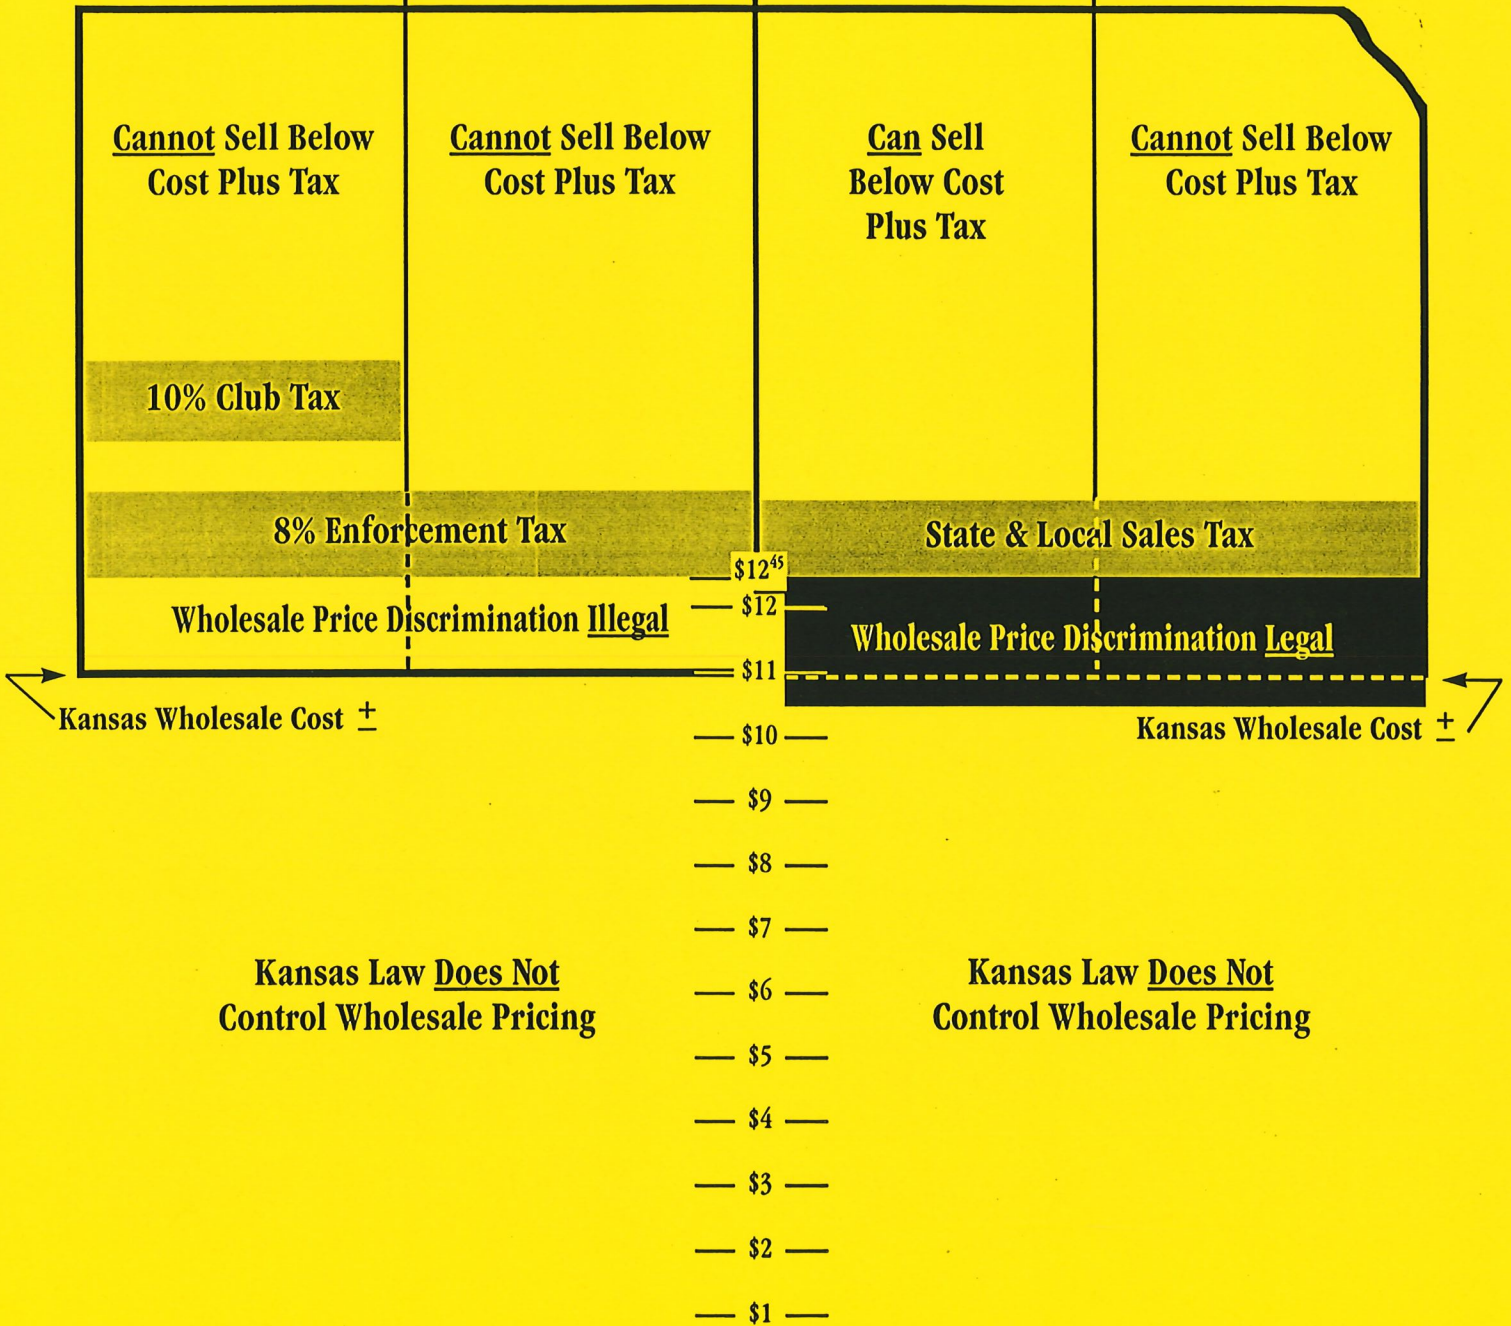 Cannot Sell Below
Cost Plus Tax
Cannot Sell Below
Cost Plus Tax
Can Sell
Below Cost
Plus Tax
Cannot Sell Below
Cost Plus Tax
10% Club Tax
8% Enforcement Tax
State & Local Sales Tax
$12⁴⁵
$12
Wholesale Price Discrimination Illegal
Wholesale Price Discrimination Legal
$11
Kansas Wholesale Cost ±
Kansas Wholesale Cost ±
$10
$9
$8
$7
Kansas Law Does Not
Control Wholesale Pricing
Kansas Law Does Not
Control Wholesale Pricing
$6
$5
$4
$3
$2
$1